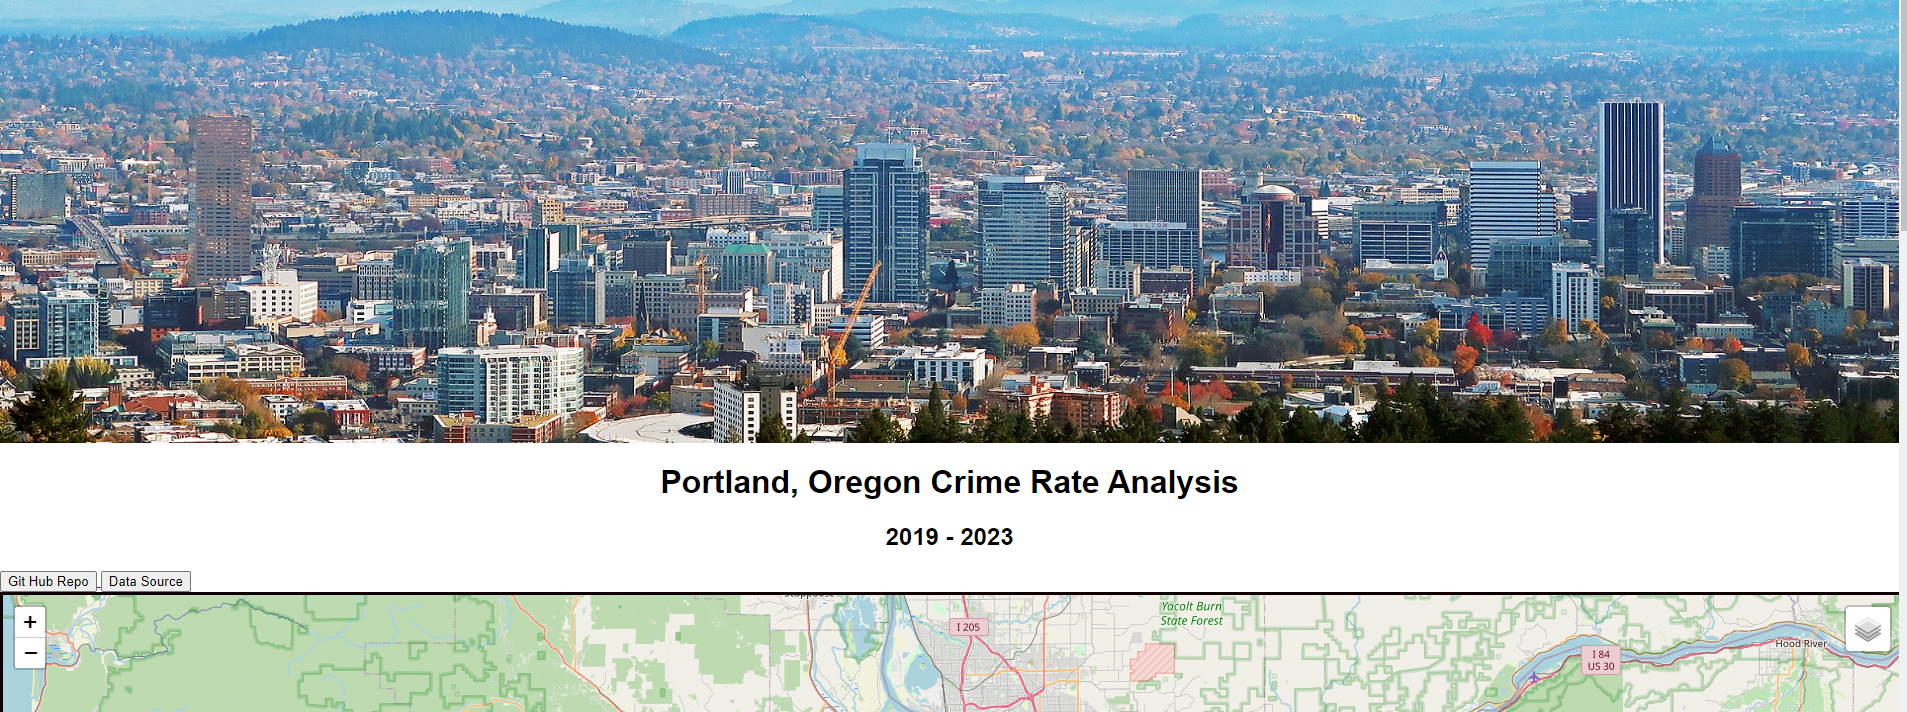 HILTON
Portland, Oregon Crime Rate Analysis
2019 - 2023
Git Hub Repo Data Source
+
−
I 205
Yacolt Burn
State Forest
I 84
US 30
Hood River